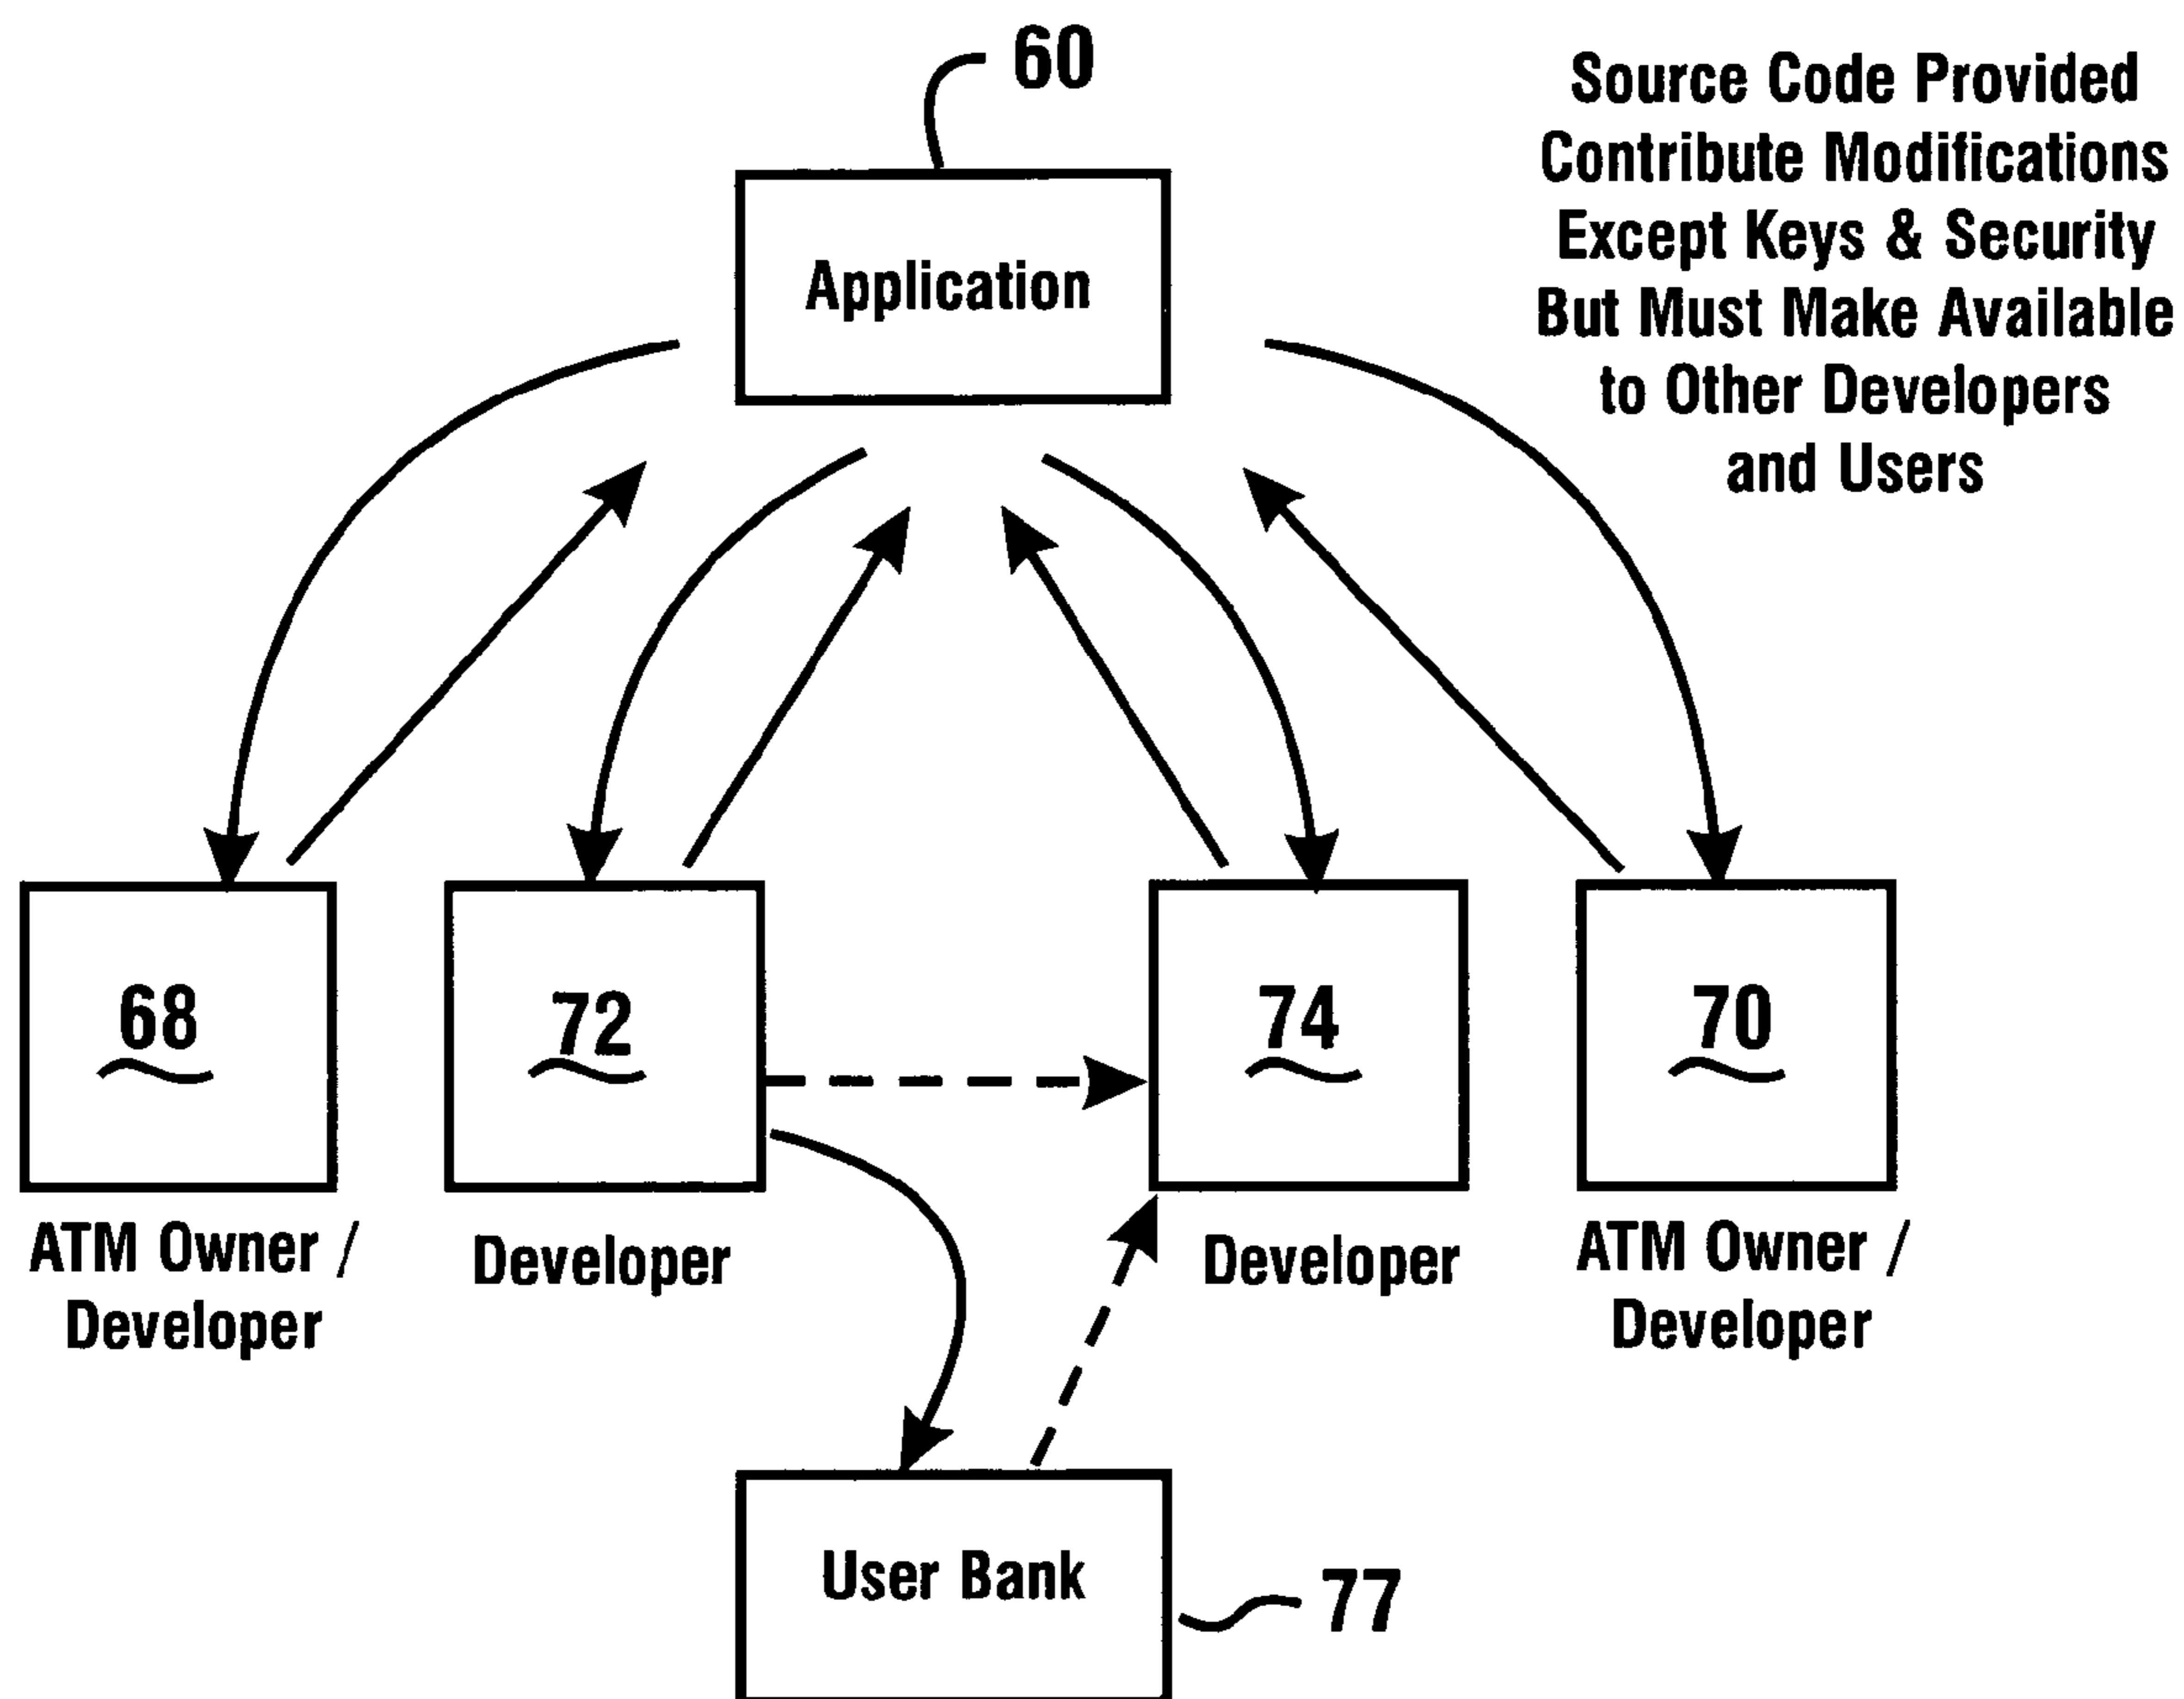 60
Source Code Provided
Contribute Modifications
Except Keys & Security
But Must Make Available
to Other Developers
and Users
Application
68
72
74
70
ATM Owner /
Developer
Developer
Developer
ATM Owner /
Developer
User Bank
77